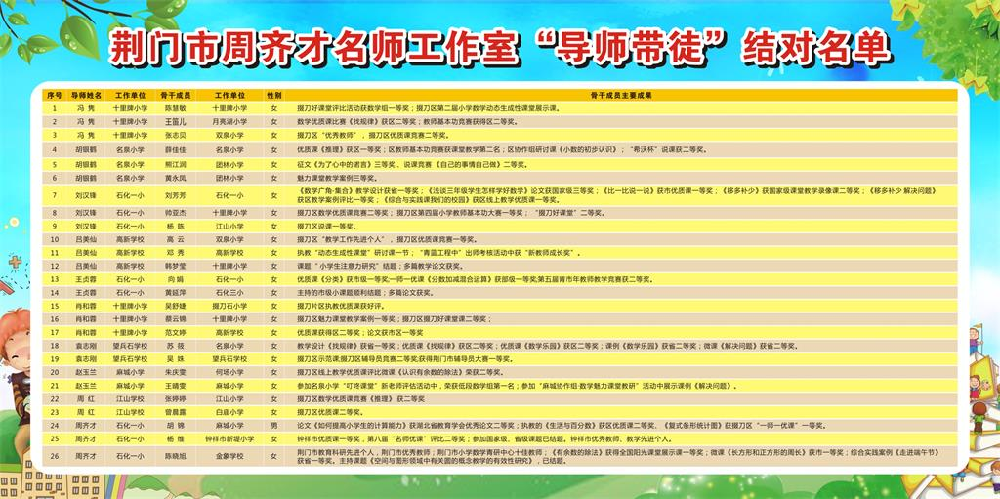 荆门市周齐才名师工作室“导师带徒”结对名单
序号 导师姓名 工作单位 骨干成员 工作单位 性别 骨干成员主要成果
1 冯 隽 十里牌小学 陈慧敏 十里牌小学 女 掇刀好课堂评比活动获数学组一等奖；掇刀区第二届小学数学动态生成性课堂展示课。
2 冯 隽 十里牌小学 王笛儿 月亮湖小学 女 数学优质课比赛《找规律》获区二等奖；教师基本功竞赛获得区二等奖。
3 冯 隽 十里牌小学 张志贝 双泉小学 女 掇刀区“优秀教师”，掇刀区优质课竞赛二等奖。
4 胡银鹤 名泉小学 薛佳佳 名泉小学 女 优质课《推理》获区一等奖；区教师基本功竞赛获课堂教学第二名；区协作组研讨课《小数的初步认识》；“希沃杯”说课获二等奖。
5 胡银鹤 名泉小学 熊江润 团林小学 女 征文《为了心中的诺言》三等奖 、说课竞赛《自己的事情自己做》二等奖。
6 胡银鹤 名泉小学 黄永凤 团林小学 女 魅力课堂教学案例三等奖。
7 刘汉锋 石化一小 刘芳芳 石化一小 女 《数学广角·集合》教学设计获省一等奖；《浅谈三年级学生怎样学好数学》论文获国家级三等奖；《比一比说一说》获市优质课一等奖；《移多补少》获国家级课堂教学录像课二等奖；《移多补少 解决问题》
获区教学案例评比一等奖；《综合与实践课我们的校园》获区线上教学优质课一等奖。
8 刘汉锋 石化一小 帅亚杰 十里牌小学 女 掇刀区数学优质课竞赛二等奖；掇刀区第四届小学教师基本功大赛一等奖；“掇刀好课堂”二等奖。
9 刘汉锋 石化一小 杨 陈 江山小学 女 掇刀区说课一等奖。
10 吕美仙 高新学校 高 云 双泉小学 女 掇刀区“教学工作先进个人”，掇刀区优质课竞赛一等奖。
11 吕美仙 高新学校 邓 秀 高新学校 女 执教“动态生成性课堂”研讨课一节；“青蓝工程中”出师考核活动中获“新教师成长奖”。
12 吕美仙 高新学校 韩梦莹 十里牌小学 女 课题“ 小学生注意力研究”结题；多篇教学论文获奖。
13 王贞蓉 石化一小 向 娟 石化一小 女 优质课《分类》获市级一等奖;一师一优课《分数加减混合运算》获部级一等奖;第五届青市年教师教学竞赛获二等奖。
14 王贞蓉 石化一小 黄延萍 石化三小 女 主持的市级小课题顺利结题；多篇论文获奖。
15 肖和蓉 十里牌小学 吴舒婕 掇刀石小学 女 掇刀片区执教优质课获好评。
16 肖和蓉 十里牌小学 蔡云锦 十里牌小学 女 掇刀区魅力课堂教学案例一等奖；掇刀区掇刀好课堂课二等奖；
17 肖和蓉 十里牌小学 范文婷 高新学校 女 优质课获得区二等奖；论文获市区一等奖
18 袁志刚 望兵石学校 苏 筱 名泉小学 女 教学设计《找规律》获省一等奖；优质课《找规律》获区二等奖；优质课《数学乐园》获区二等奖；课例《数学乐园》获省二等奖；微课《解决问题》获省二等奖。
19 袁志刚 望兵石学校 吴 姝 望兵石学校 女 掇刀区示范课;掇刀区辅导员竞赛二等奖;获得荆门市辅导员大赛一等奖。
20 赵玉兰 麻城小学 朱庆雯 何场小学 女 掇刀区线上教学优质课评比微课《认识有余数的除法》荣获二等奖。
21 赵玉兰 麻城小学 王晴雯 麻城小学 女 参加名泉小学“叮咚课堂”新老师评估活动中，荣获低段数学组第一名；参加“麻城协作组·数学魅力课堂教研”活动中展示课例《解决问题》。
22 周 红 江山学校 张婷婷 江山小学 女 掇刀区数学优质课竞赛《推理》 获二等奖
23 周 红 江山学校 曾晨露 白庙小学 女 掇刀区优质课二等奖。
24 周齐才 石化一小 胡 锦 麻城小学 男 论文《如何提高小学生的计算能力》获湖北省教育学会优秀论文二等奖；执教的《生活与百分数》获区优质课二等奖、《复式条形统计图》获掇刀区“一师一优课”一等奖。
25 周齐才 石化一小 杨 维 钟祥市新堤小学 女 钟祥市优质课一等奖，第八届“名师优课”评比二等奖；参加国家级、省级课题已结题。钟祥市优秀教师、教学先进个人。
26 周齐才 石化一小 陈晓旭 金象学校 女 荆门市教育科研先进个人，荆门市优秀教师；荆门市小学数学青研中心十佳教师；《有余数的除法》获得全国阳光课堂展示课一等奖；微课《长方形和正方形的周长》获市一等奖；综合实践案例《走进端午节》
获省一等奖。主持课题《空间与图形领域中有关圆的概念教学的有效性研究》，已结题。